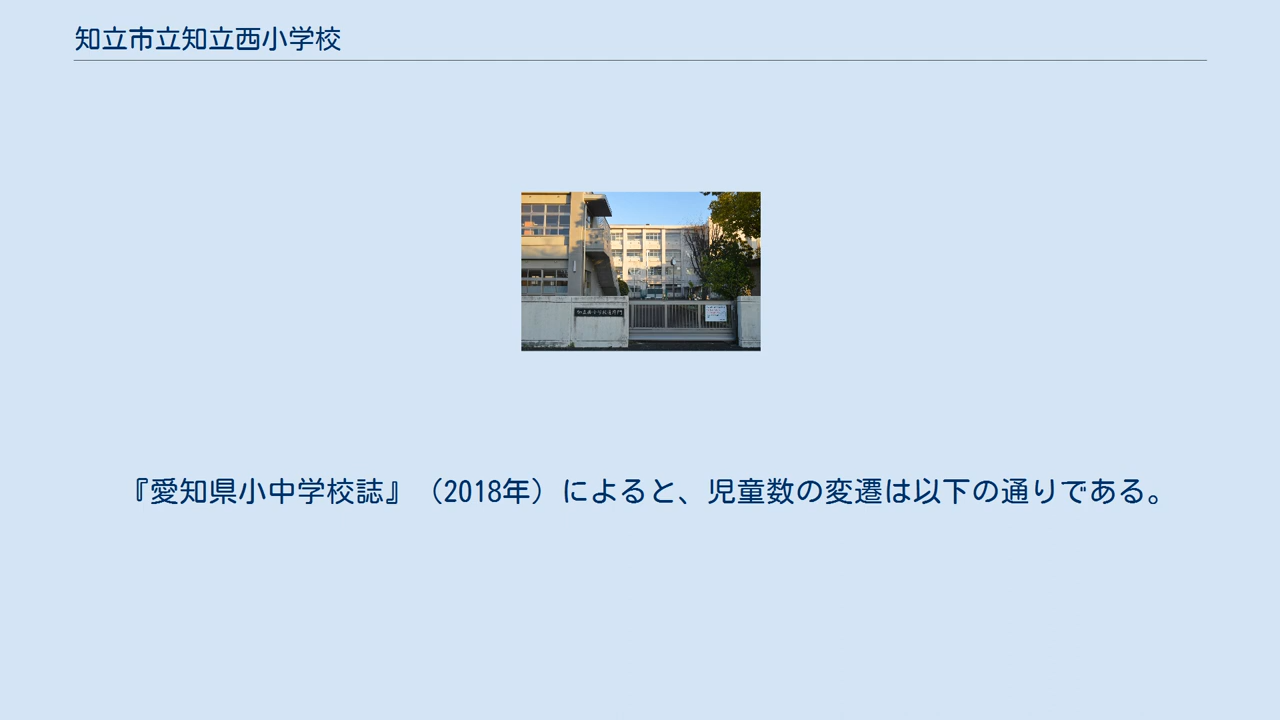 知立市立知立西小学校
『愛知県小中学校誌』（2018年）によると、児童数の変遷は以下の通りである。